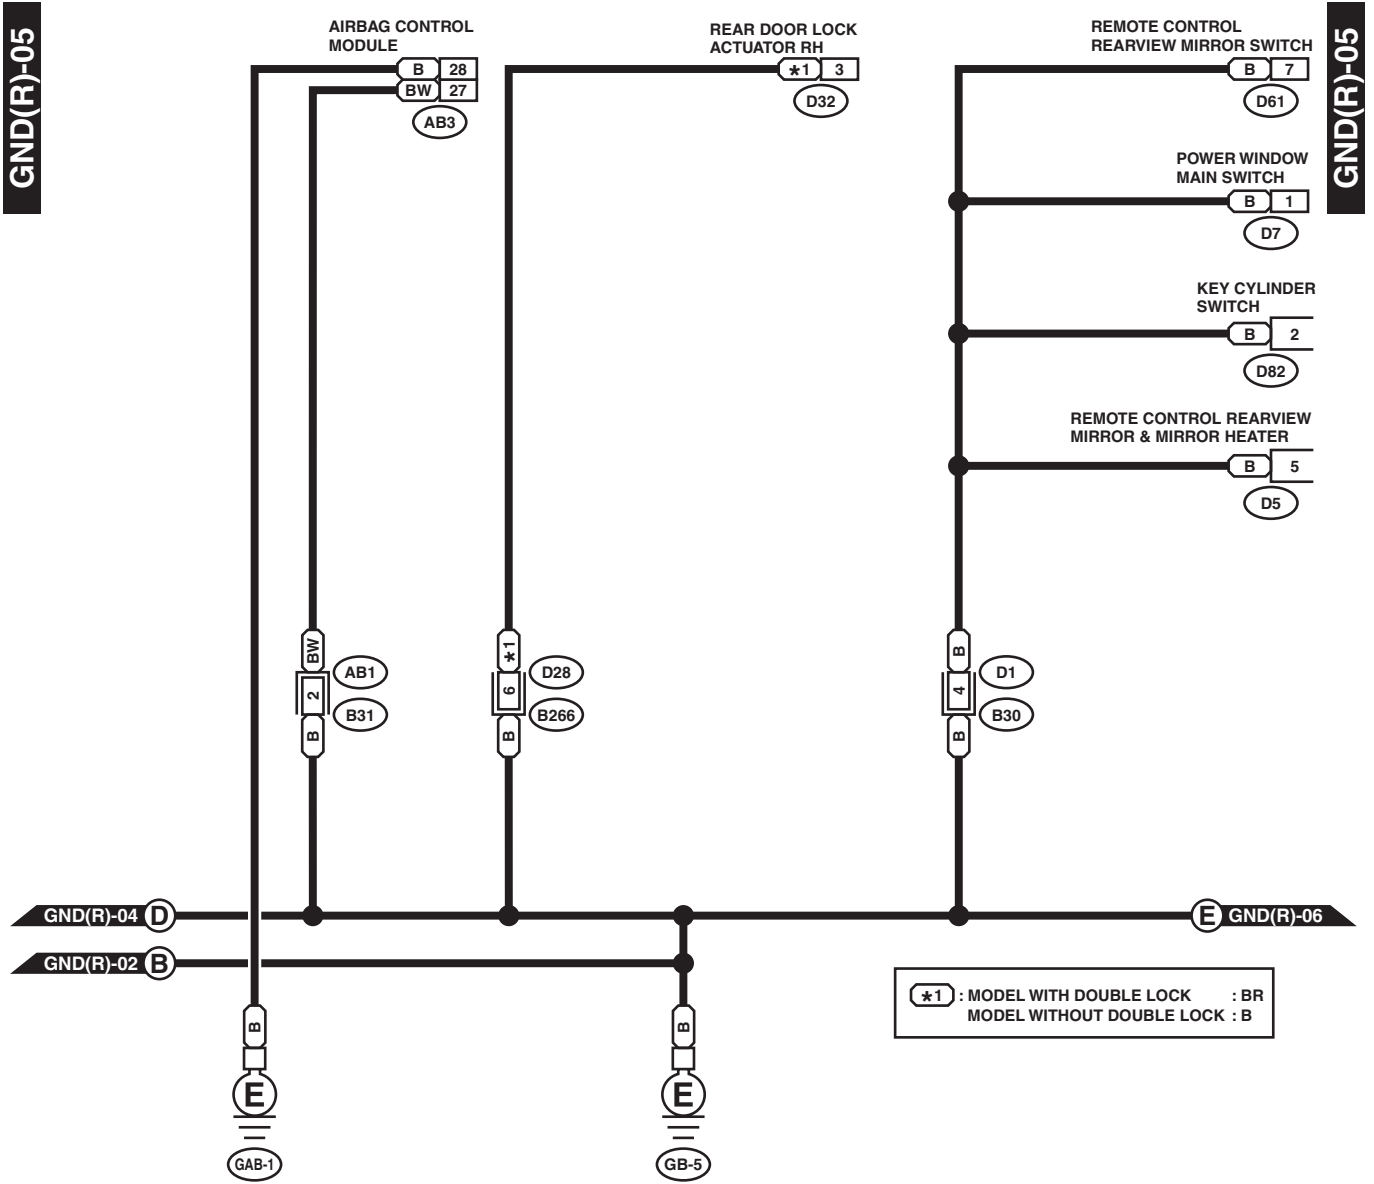 GND(R)-05
GND(R)-05
AIRBAG CONTROL
MODULE
B 28
BW 27
AB3
REAR DOOR LOCK
ACTUATOR RH
*1 3
D32
REMOTE CONTROL
REARVIEW MIRROR SWITCH
B 7
D61
POWER WINDOW
MAIN SWITCH
B 1
D7
KEY CYLINDER
SWITCH
B 2
D82
REMOTE CONTROL REARVIEW
MIRROR & MIRROR HEATER
B 5
D5
BW
2
B
AB1
B31
*1
6
B
D28
B266
B
4
B
D1
B30
GND(R)-04 D
E GND(R)-06
GND(R)-02 B
*1 : MODEL WITH DOUBLE LOCK : BR
MODEL WITHOUT DOUBLE LOCK : B
B
E
GAB-1
B
E
GB-5